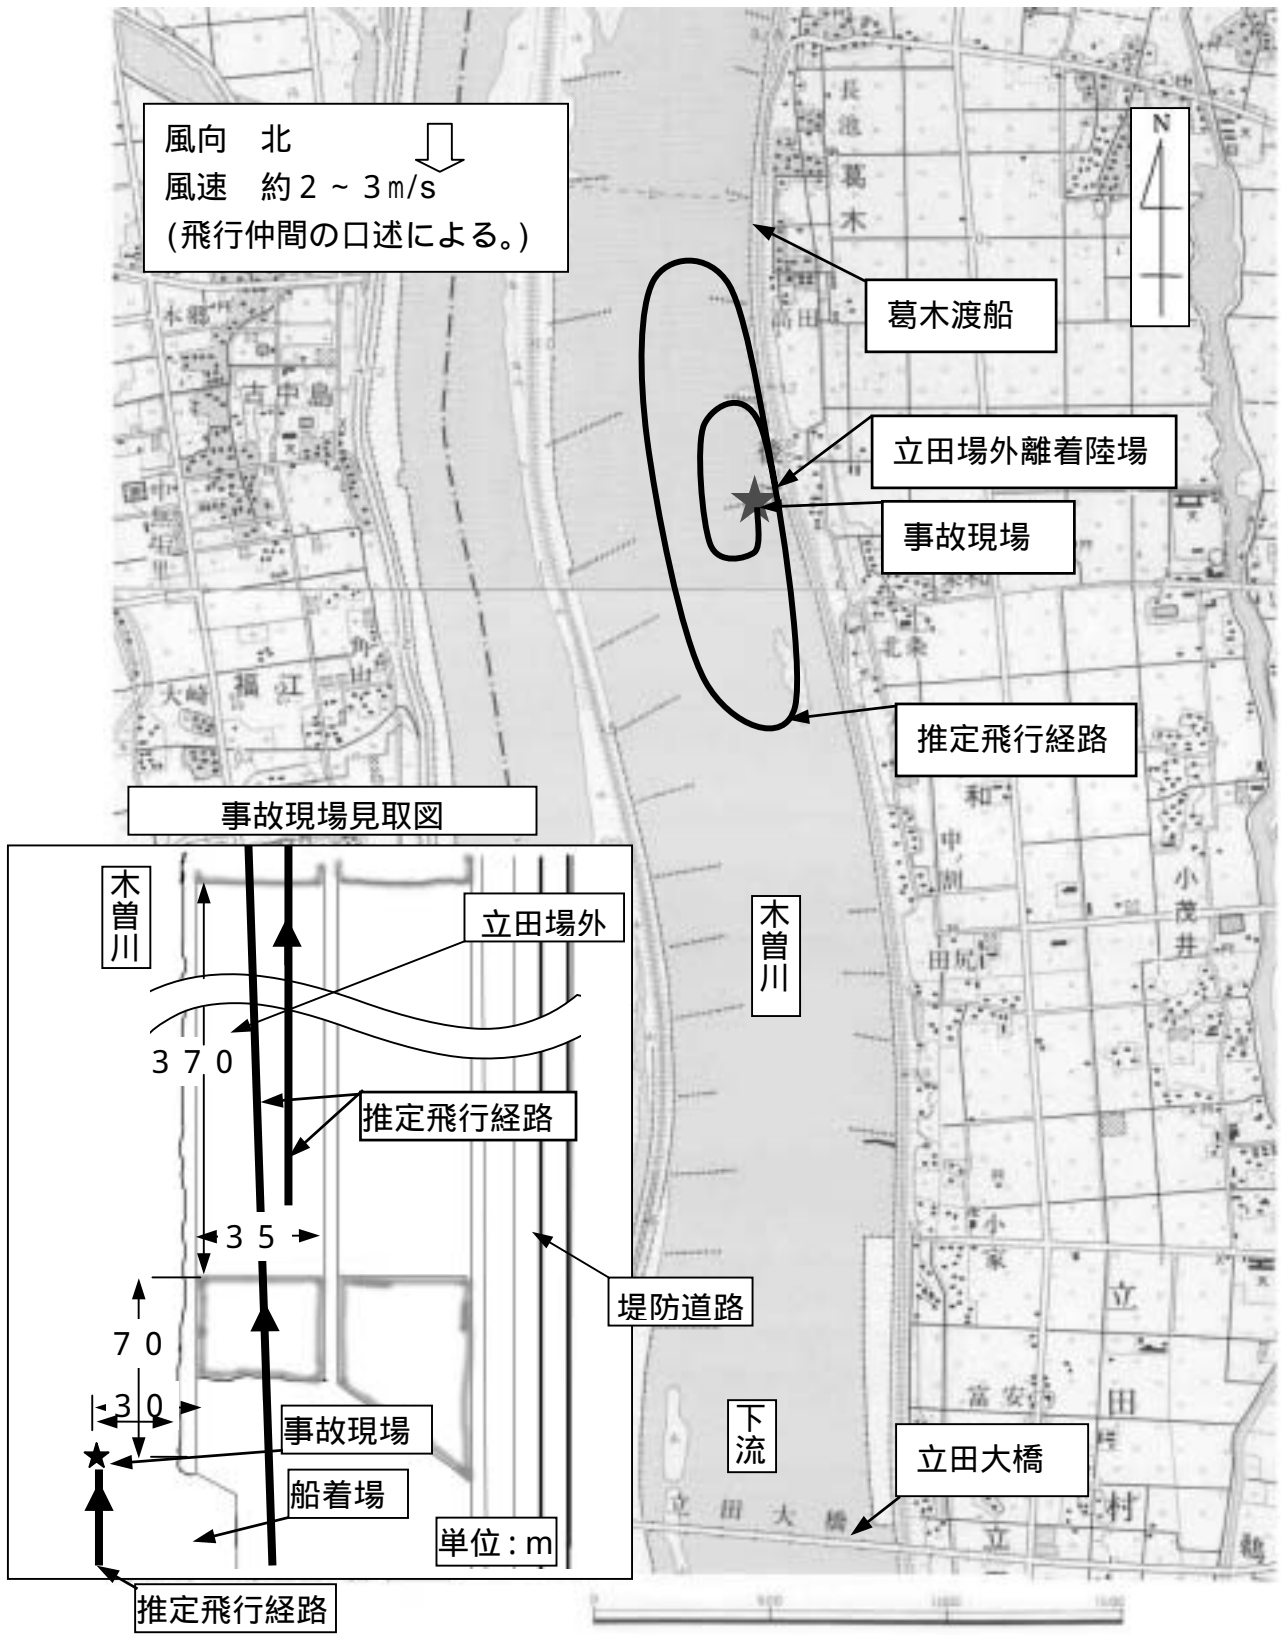 風向　北
風速　約２～３m/s
(飛行仲間の口述による。)
N
長池
葛木
葛木渡船
高田
本郷
古中島
立田場外離着陸場
事故現場
北条
福江
大崎
推定飛行経路
事故現場見取図
和
中
小茂井
木曽川
木曽川
立田場外
田尻
３７０
推定飛行経路
３５
小家
堤防道路
７０
３０
立田村
富安
事故現場
下流
立田大橋
船着場
単位：m
立田大橋
推定飛行経路
0
500
1000
1500